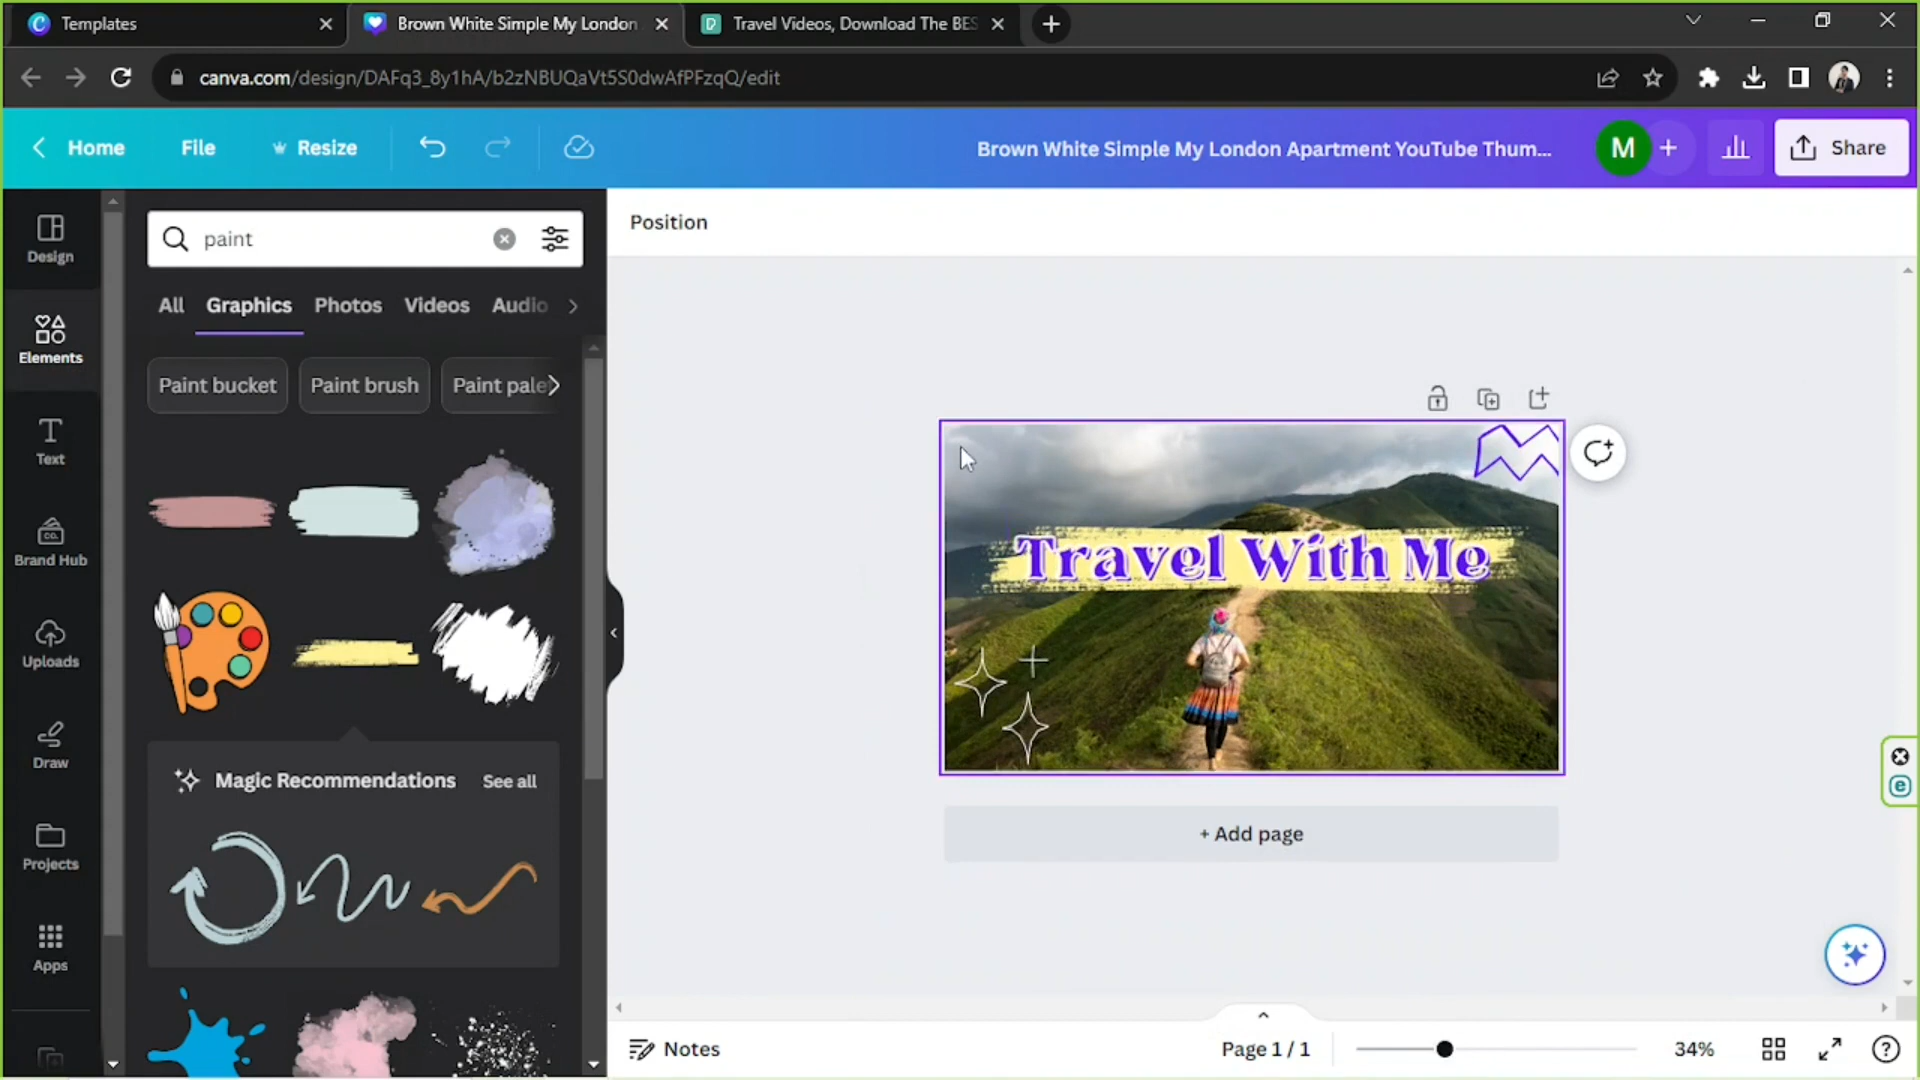 Templates
Brown White Simple My London
Travel Videos, Download The BES
canva.com/design/DAFq3_8y1hA/b2zNBUQaVt5S0dwAfPFzqQ/edit
Home
File
Resize
Brown White Simple My London Apartment YouTube Thum...
M
Share
Design
Elements
Text
Brand Hub
Uploads
Draw
Projects
Apps
paint
All
Graphics
Photos
Videos
Audio
Paint bucket
Paint brush
Paint pale
Magic Recommendations
See all
Position
Travel With Me
+ Add page
Notes
Page 1 / 1
34%